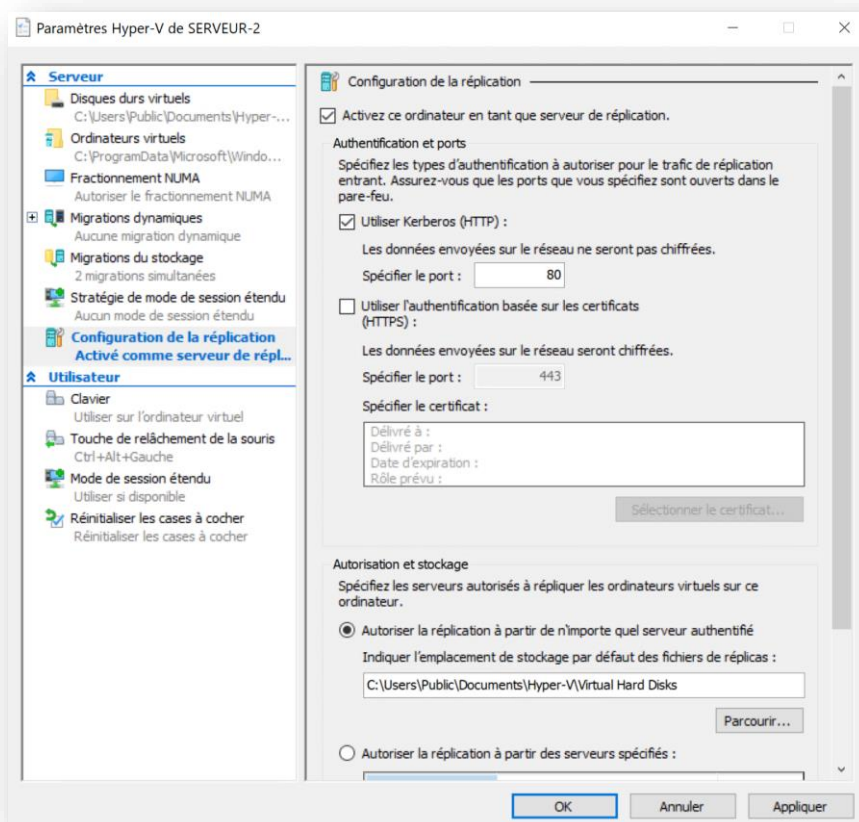 Paramètres Hyper-V de SERVEUR-2
Serveur
Disques durs virtuels
C:\Users\Public\Documents\Hyper-...
Ordinateurs virtuels
C:\ProgramData\Microsoft\Windo...
Fractionnement NUMA
Autoriser le fractionnement NUMA
Migrations dynamiques
Aucune migration dynamique
Migrations du stockage
2 migrations simultanées
Stratégie de mode de session étendu
Aucun mode de session étendu
Configuration de la réplication
Activé comme serveur de répl...
Utilisateur
Clavier
Utiliser sur l'ordinateur virtuel
Touche de relâchement de la souris
Ctrl+Alt+Gauche
Mode de session étendu
Utiliser si disponible
Réinitialiser les cases à cocher
Réinitialiser les cases à cocher
Configuration de la réplication
Activez ce ordinateur en tant que serveur de réplication.
Authentification et ports
Spécifiez les types d'authentification à autoriser pour le trafic de réplication
entrant. Assurez-vous que les ports que vous spécifiez sont ouverts dans le
pare-feu.
Utiliser Kerberos (HTTP) :
Les données envoyées sur le réseau ne seront pas chiffrées.
Spécifier le port : 80
Utiliser l'authentification basée sur les certificats
(HTTPS) :
Les données envoyées sur le réseau seront chiffrées.
Spécifier le port : 443
Spécifier le certificat :
Délivré à :
Délivré par :
Date d'expiration :
Rôle prévu :
Sélectionner le certificat...
Autorisation et stockage
Spécifiez les serveurs autorisés à répliquer les ordinateurs virtuels sur ce
ordinateur.
Autoriser la réplication à partir de n'importe quel serveur authentifié
Indiquer l'emplacement de stockage par défaut des fichiers de réplicas :
C:\Users\Public\Documents\Hyper-V\Virtual Hard Disks
Parcourir...
Autoriser la réplication à partir des serveurs spécifiés :
OK Annuler Appliquer